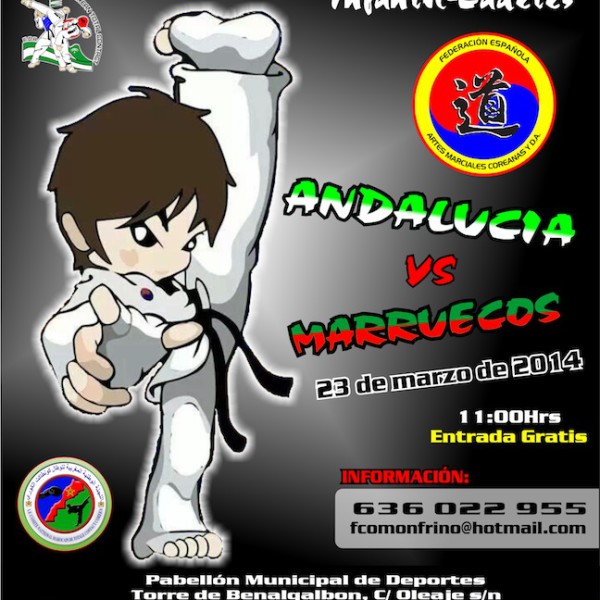 Infantil-Cadetes
FEDERACIÓN ESPAÑOLA
道
ARTES MARCIALES COREANAS Y D.A.
ANDALUCIA
VS
MARRUECOS
23 de marzo de 2014
11:00Hrs
Entrada Gratis
INFORMACIÓN:
636 022 955
fcomonfrino@hotmail.com
Pabellón Municipal de Deportes
Torre de Benalgalbon, C/ Oleaje s/n